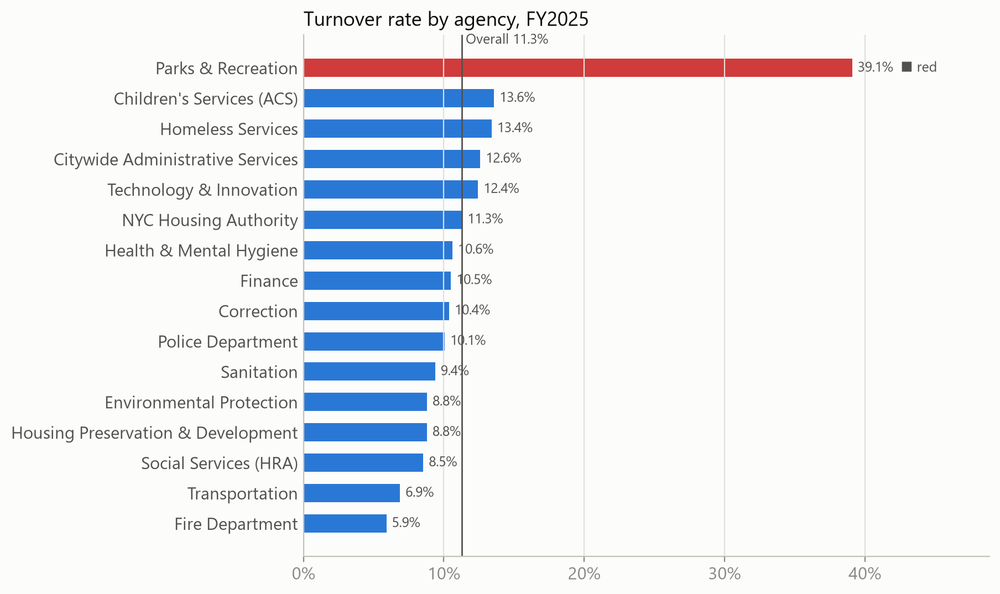 Turnover rate by agency, FY2025
Overall 11.3%
Parks & Recreation 39.1% ■ red
Children's Services (ACS) 13.6%
Homeless Services 13.4%
Citywide Administrative Services 12.6%
Technology & Innovation 12.4%
NYC Housing Authority 11.3%
Health & Mental Hygiene 10.6%
Finance 10.5%
Correction 10.4%
Police Department 10.1%
Sanitation 9.4%
Environmental Protection 8.8%
Housing Preservation & Development 8.8%
Social Services (HRA) 8.5%
Transportation 6.9%
Fire Department 5.9%
0% 10% 20% 30% 40%